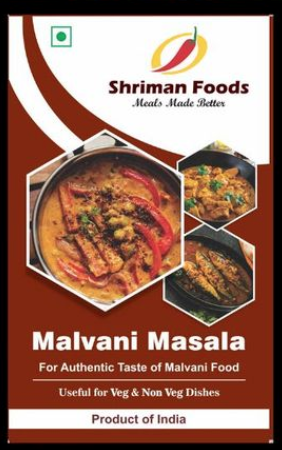 Shriman Foods
Meals Made Better
Malvani Masala
For Authentic Taste of Malvani Food
Useful for Veg & Non Veg Dishes
Product of India